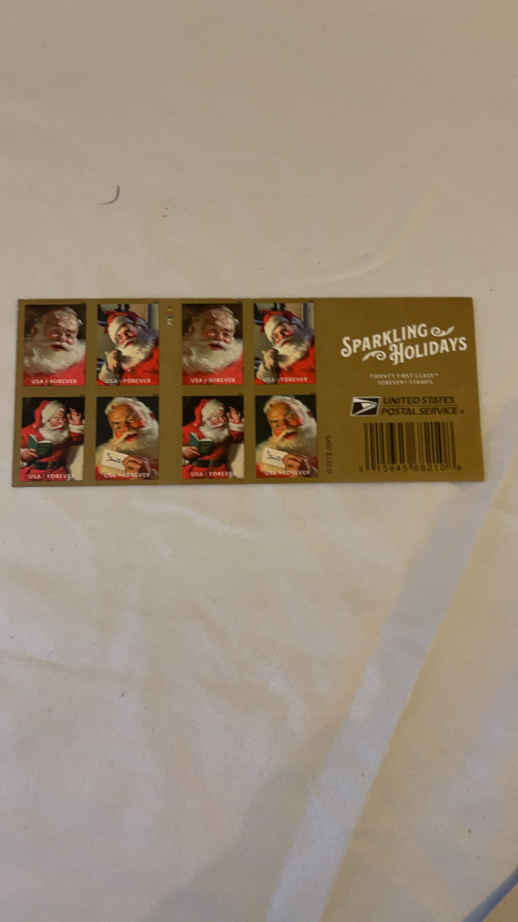 USA FOREVER
USA FOREVER
USA FOREVER
USA FOREVER
USA FOREVER
USA FOREVER
USA FOREVER
USA FOREVER
SPARKLING
HOLIDAYS
TWENTY FIRST-CLASS™
FOREVER® STAMPS
UNITED STATES
POSTAL SERVICE®